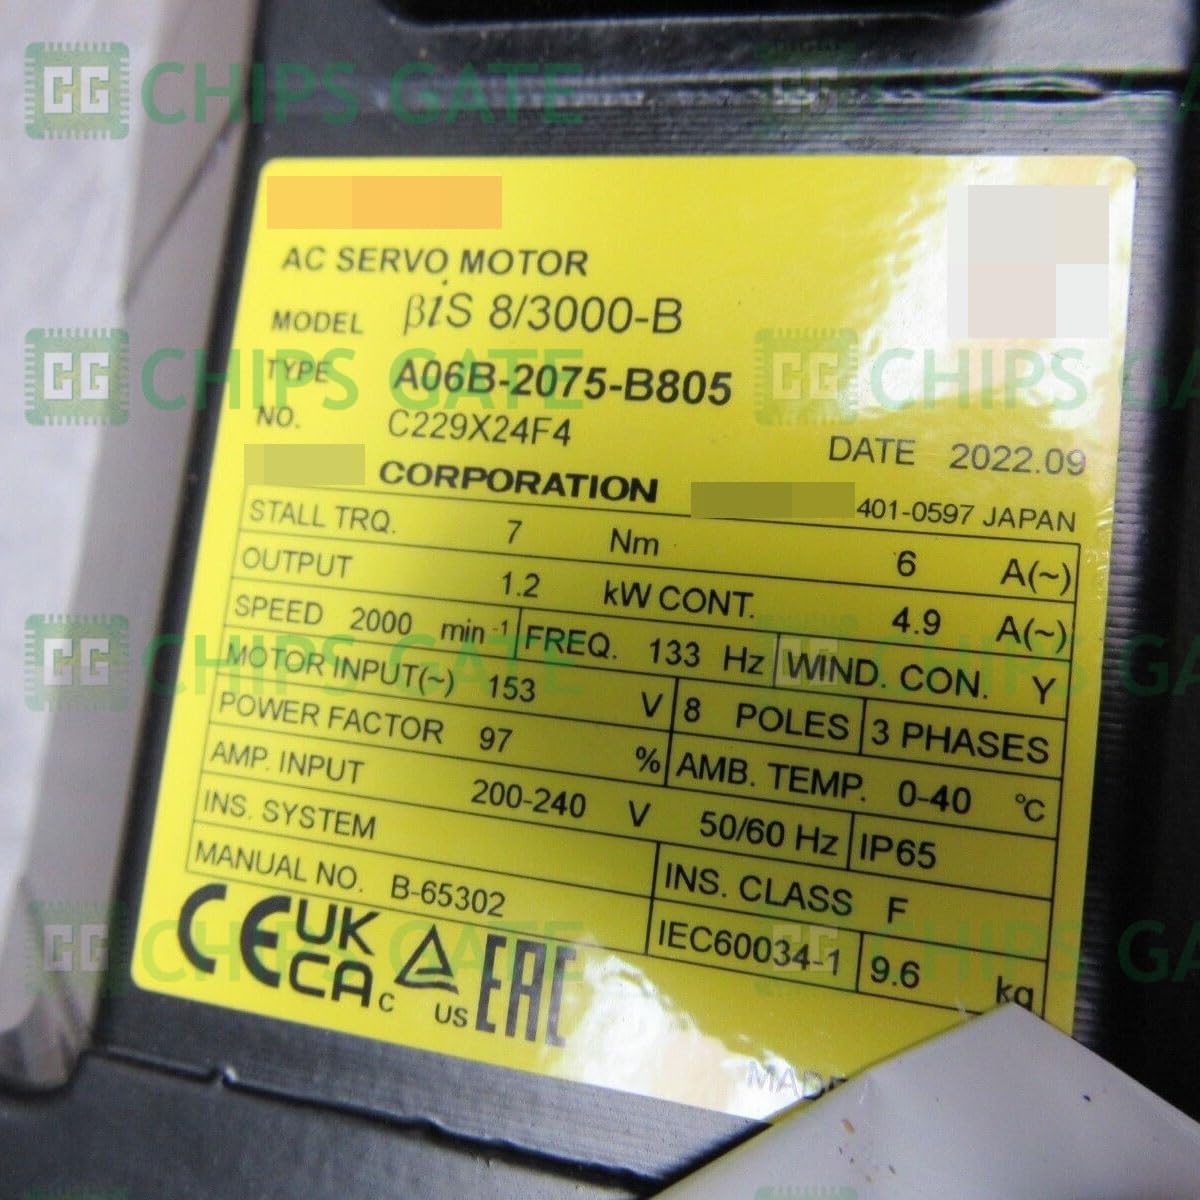 CG CHIPS GATE
AC SERVO MOTOR
MODEL βiS 8/3000-B
TYPE A06B-2075-B805
NO. C229X24F4
DATE 2022.09
CORPORATION
401-0597 JAPAN
STALL TRQ. 7 Nm 6 A(~)
OUTPUT 1.2 kW CONT. 4.9 A(~)
SPEED 2000 min⁻¹ FREQ. 133 Hz WIND. CON. Y
MOTOR INPUT(~) 153 V 8 POLES 3 PHASES
POWER FACTOR 97 % AMB. TEMP. 0-40 °C
AMP. INPUT 200-240 V 50/60 Hz IP65
INS. SYSTEM INS. CLASS F
MANUAL NO. B-65302 IEC60034-1 9.6 kg
CE UK CA C US EAC
MADE